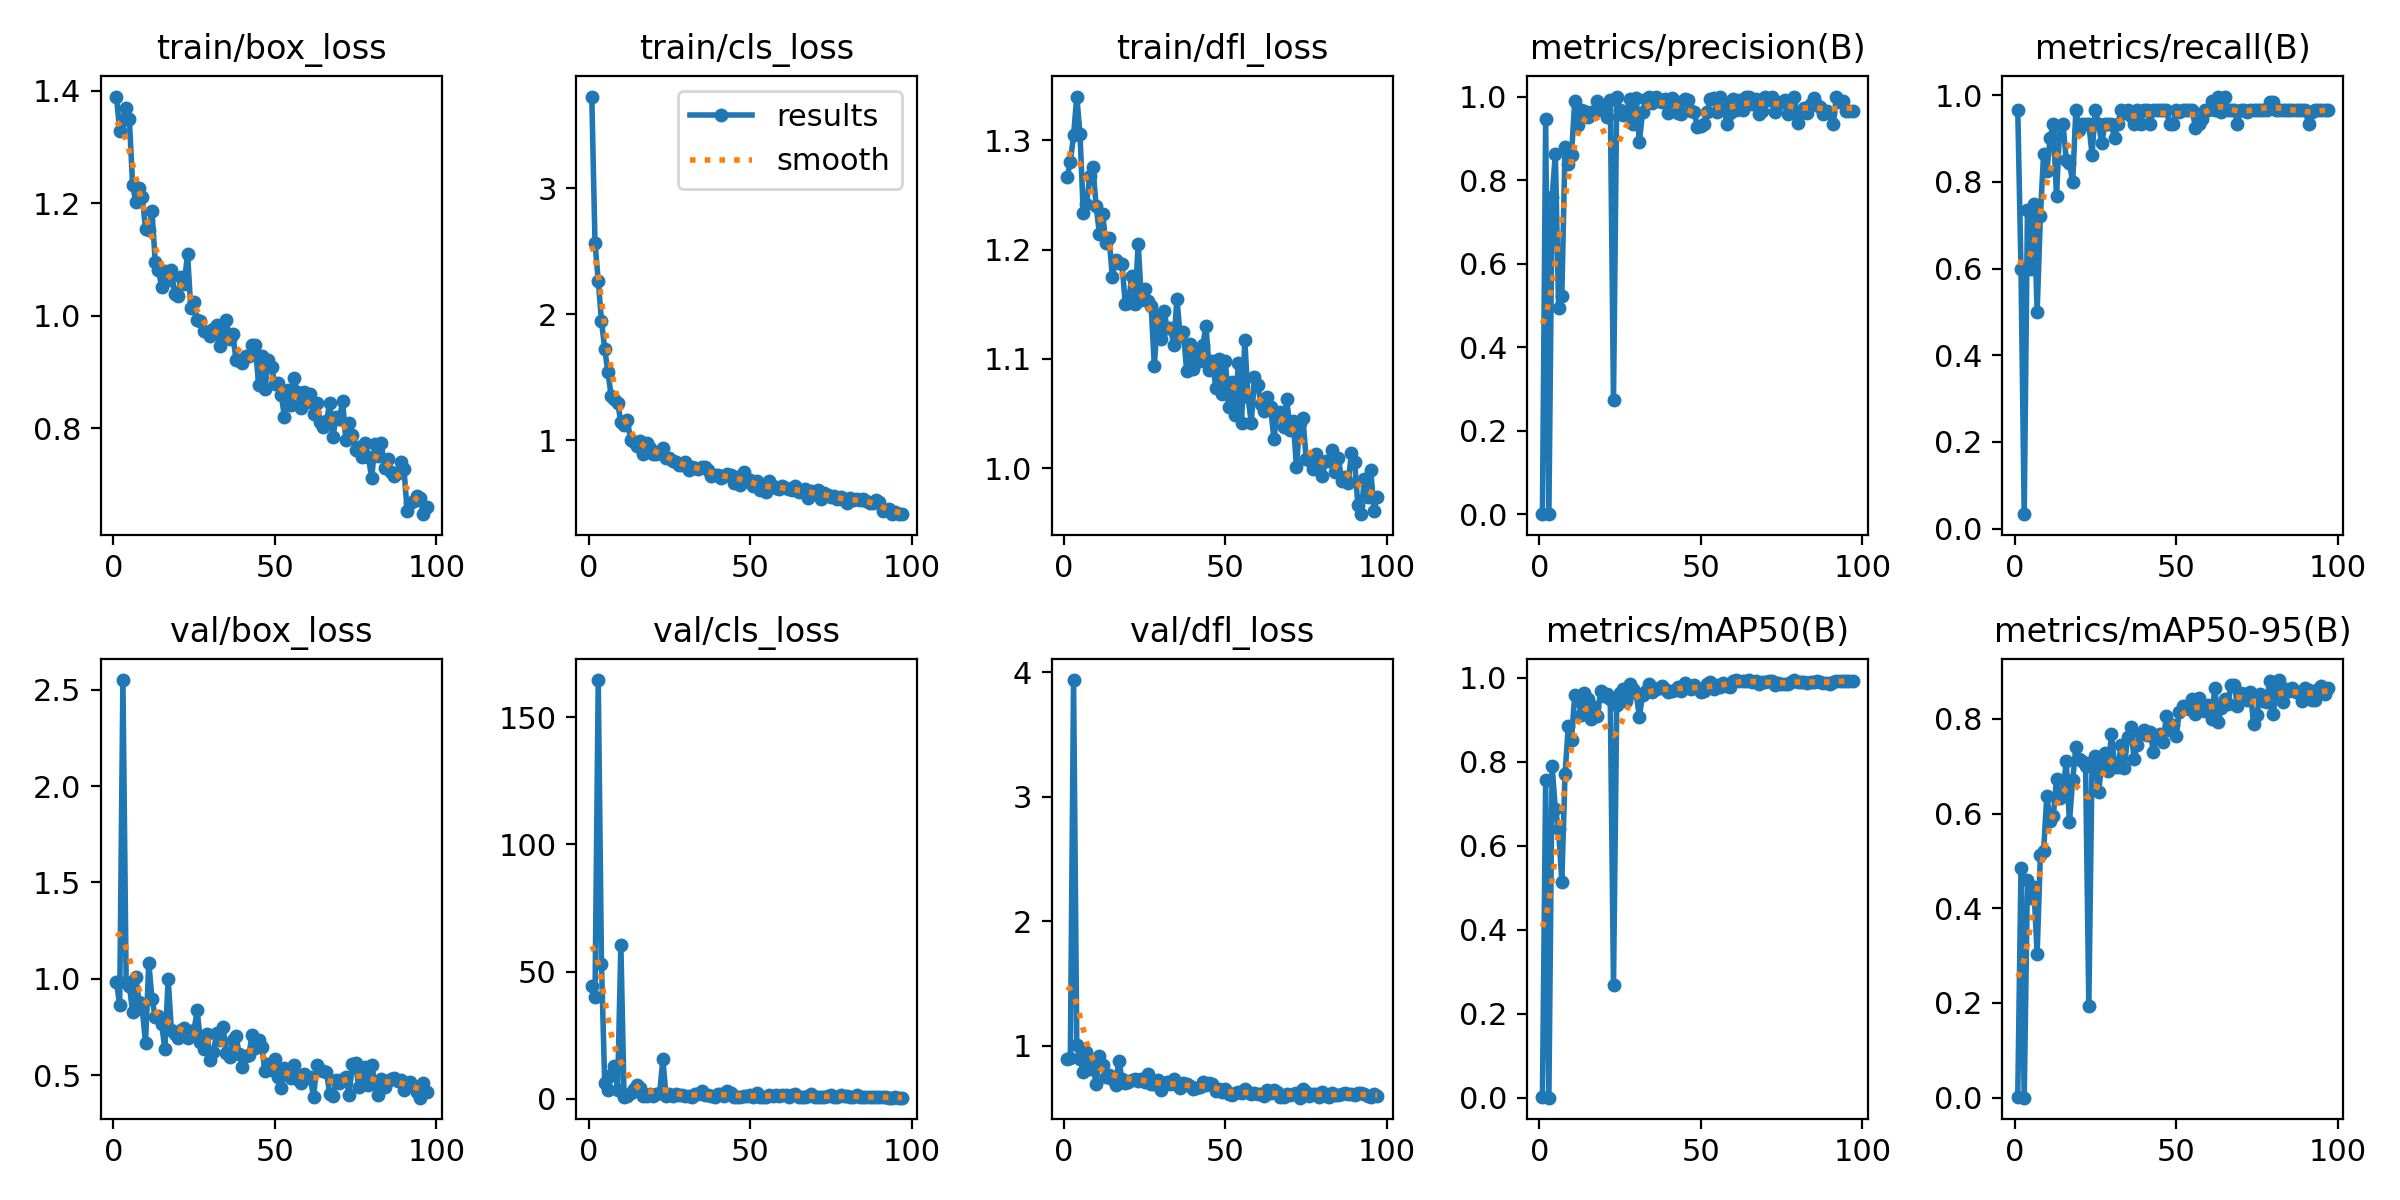 train/box_loss
1.4
1.2
1.0
0.8
0 50 100
train/cls_loss
results
smooth
3
2
1
0 50 100
train/dfl_loss
1.3
1.2
1.1
1.0
0 50 100
metrics/precision(B)
1.0
0.8
0.6
0.4
0.2
0.0
0 50 100
metrics/recall(B)
1.0
0.8
0.6
0.4
0.2
0.0
0 50 100
val/box_loss
2.5
2.0
1.5
1.0
0.5
0 50 100
val/cls_loss
150
100
50
0
0 50 100
val/dfl_loss
4
3
2
1
0 50 100
metrics/mAP50(B)
1.0
0.8
0.6
0.4
0.2
0.0
0 50 100
metrics/mAP50-95(B)
0.8
0.6
0.4
0.2
0.0
0 50 100